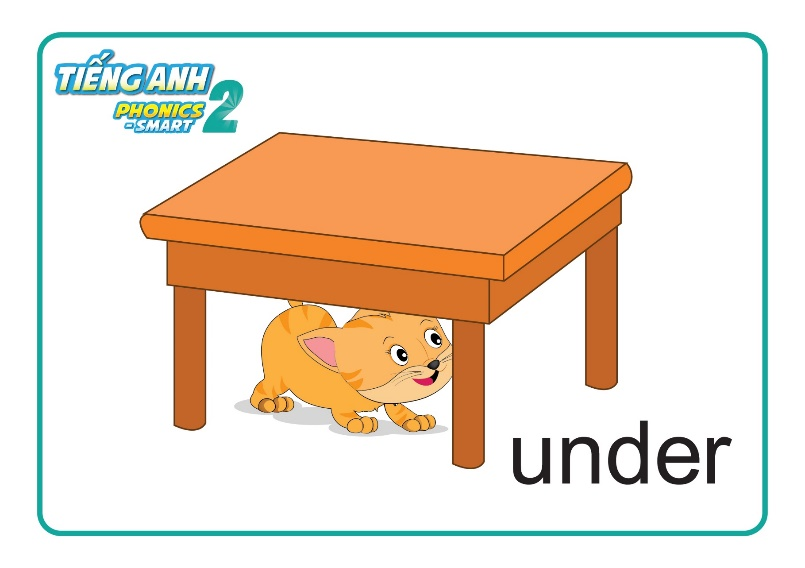 TIẾNG ANH
PHONICS 2
-SMART
under